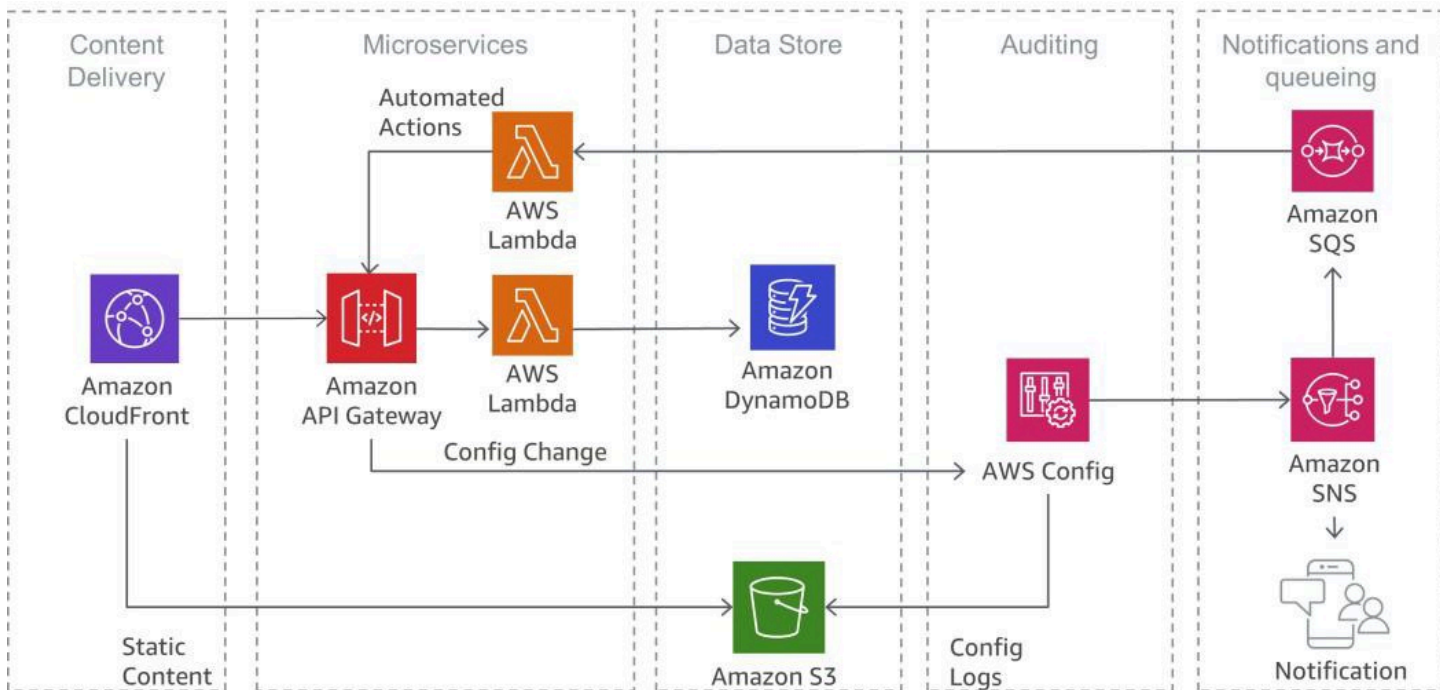 Content
Delivery
Microservices
Data Store
Auditing
Notifications and
queueing
Automated
Actions
AWS
Lambda
Amazon
SQS
Amazon
CloudFront
</>
Amazon
API Gateway
AWS
Lambda
Amazon
DynamoDB
Config Change
AWS Config
Amazon
SNS
Static
Content
Amazon S3
Config
Logs
Notification